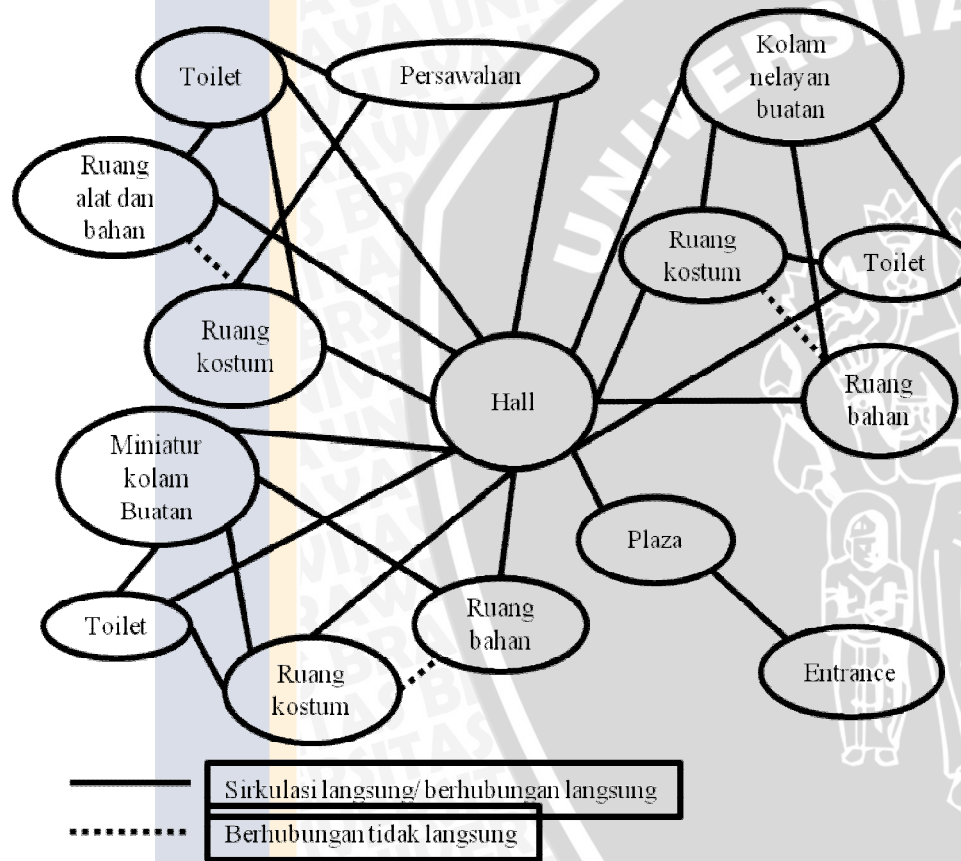 Toilet
Persawahan
Kolam
nelayan
buatan
Ruang
alat dan
bahan
Ruang
kostum
Toilet
Ruang
kostum
Hall
Ruang
bahan
Miniatur
kolam
Buatan
Plaza
Toilet
Ruang
bahan
Ruang
kostum
Entrance
Sirkulasi langsung/ berhubungan langsung
Berhubungan tidak langsung
UNIVERSITA